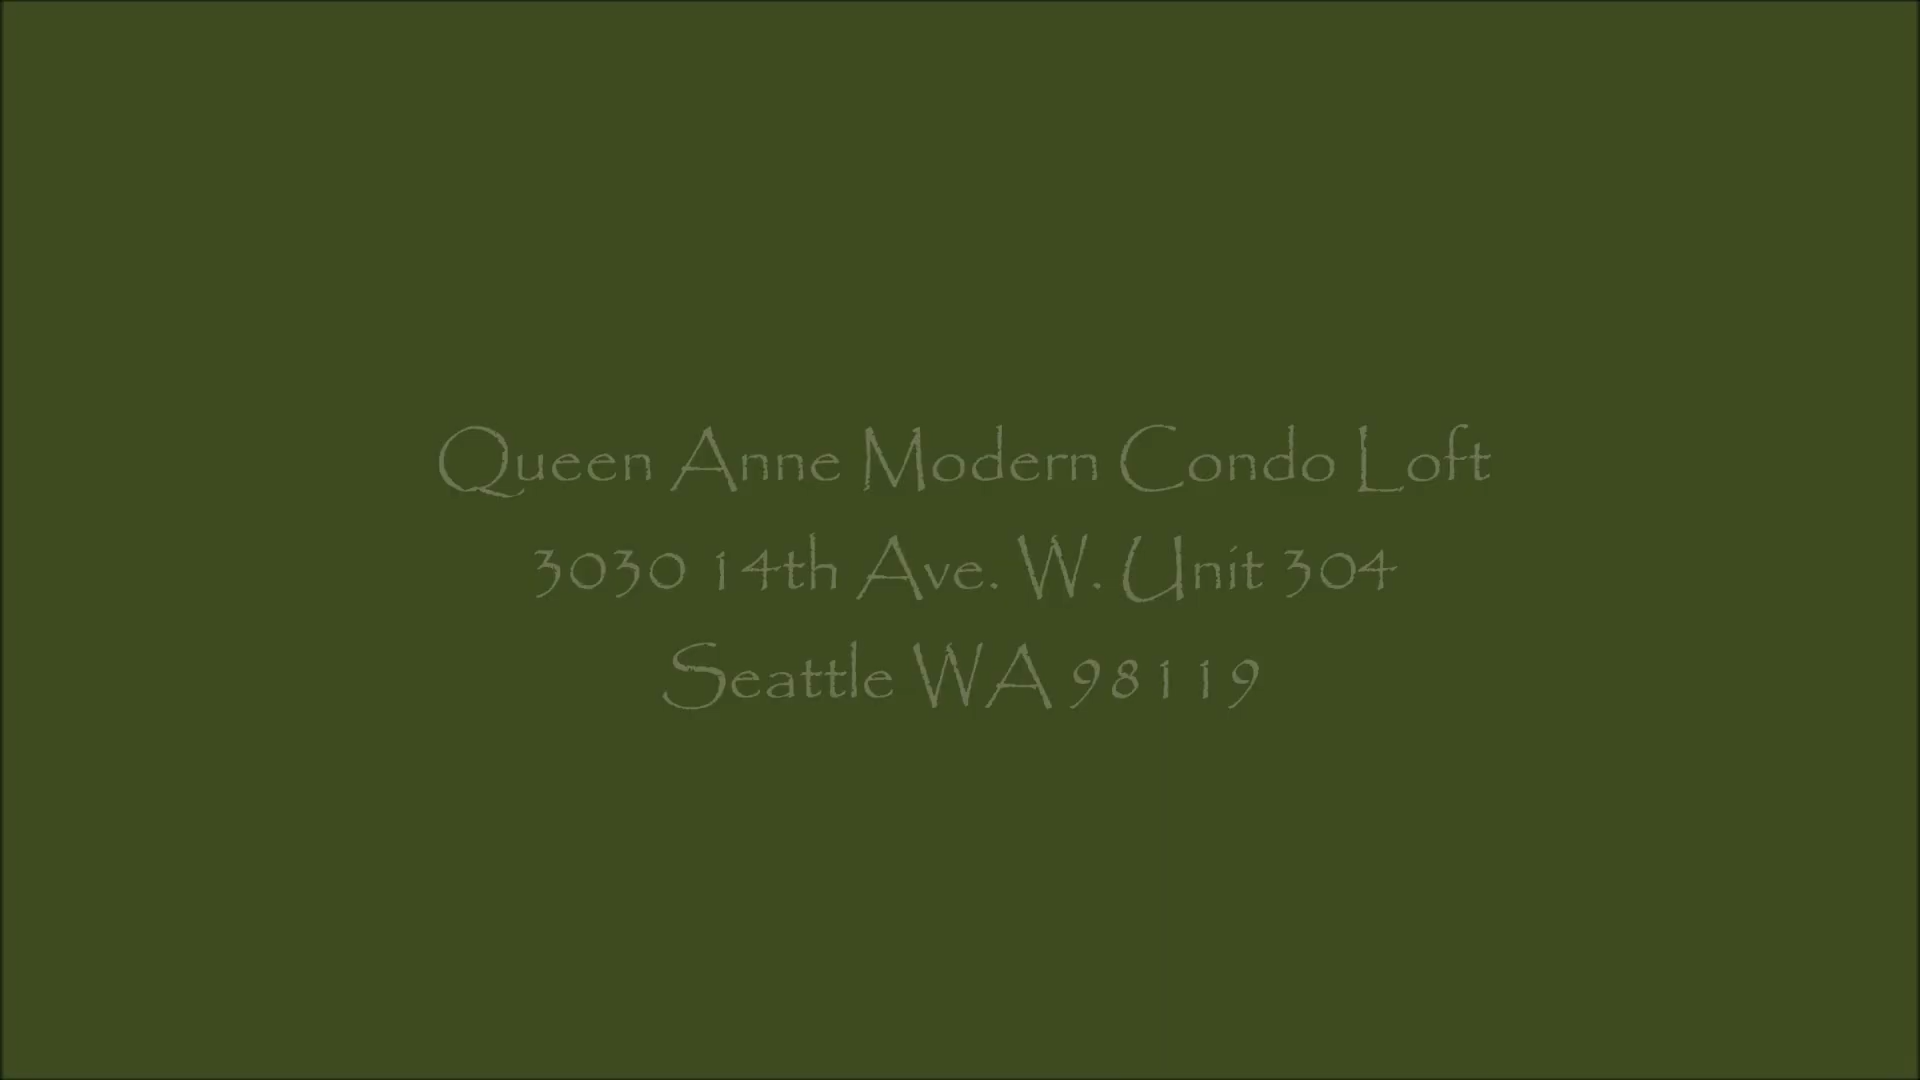 Queen Anne Modern Condo Loft
3030 14th Ave. W. Unit 304
Seattle WA 98119